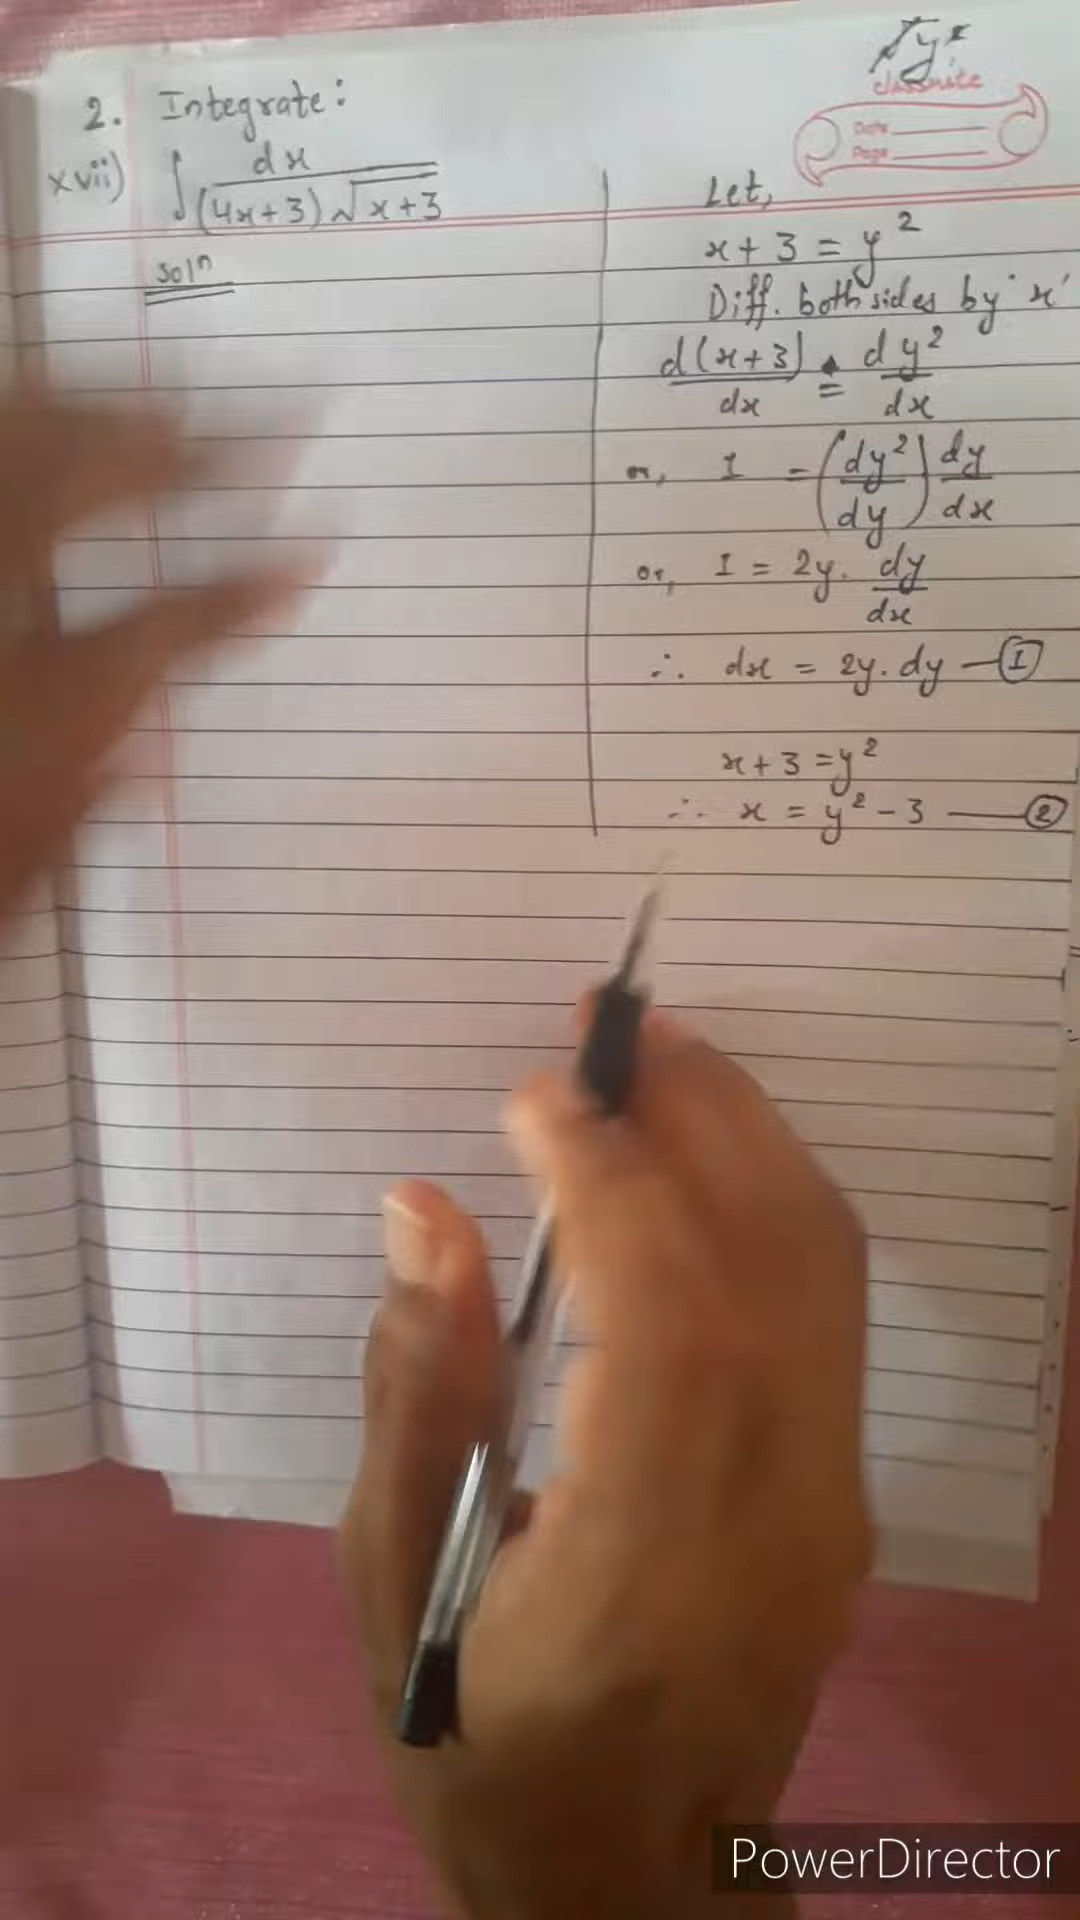 2. Integrate:
xvii) ∫ dx / (4x+3)√x+3
Solⁿ
classmate
Date
Page
Let,
x + 3 = y²
Diff. both sides by 'x'
d(x+3)/dx = dy²/dx
or, 1 = (dy²/dy) dy/dx
or, 1 = 2y. dy/dx
∴ dx = 2y. dy — ①
x + 3 = y²
∴ x = y² - 3 — ②
PowerDirector